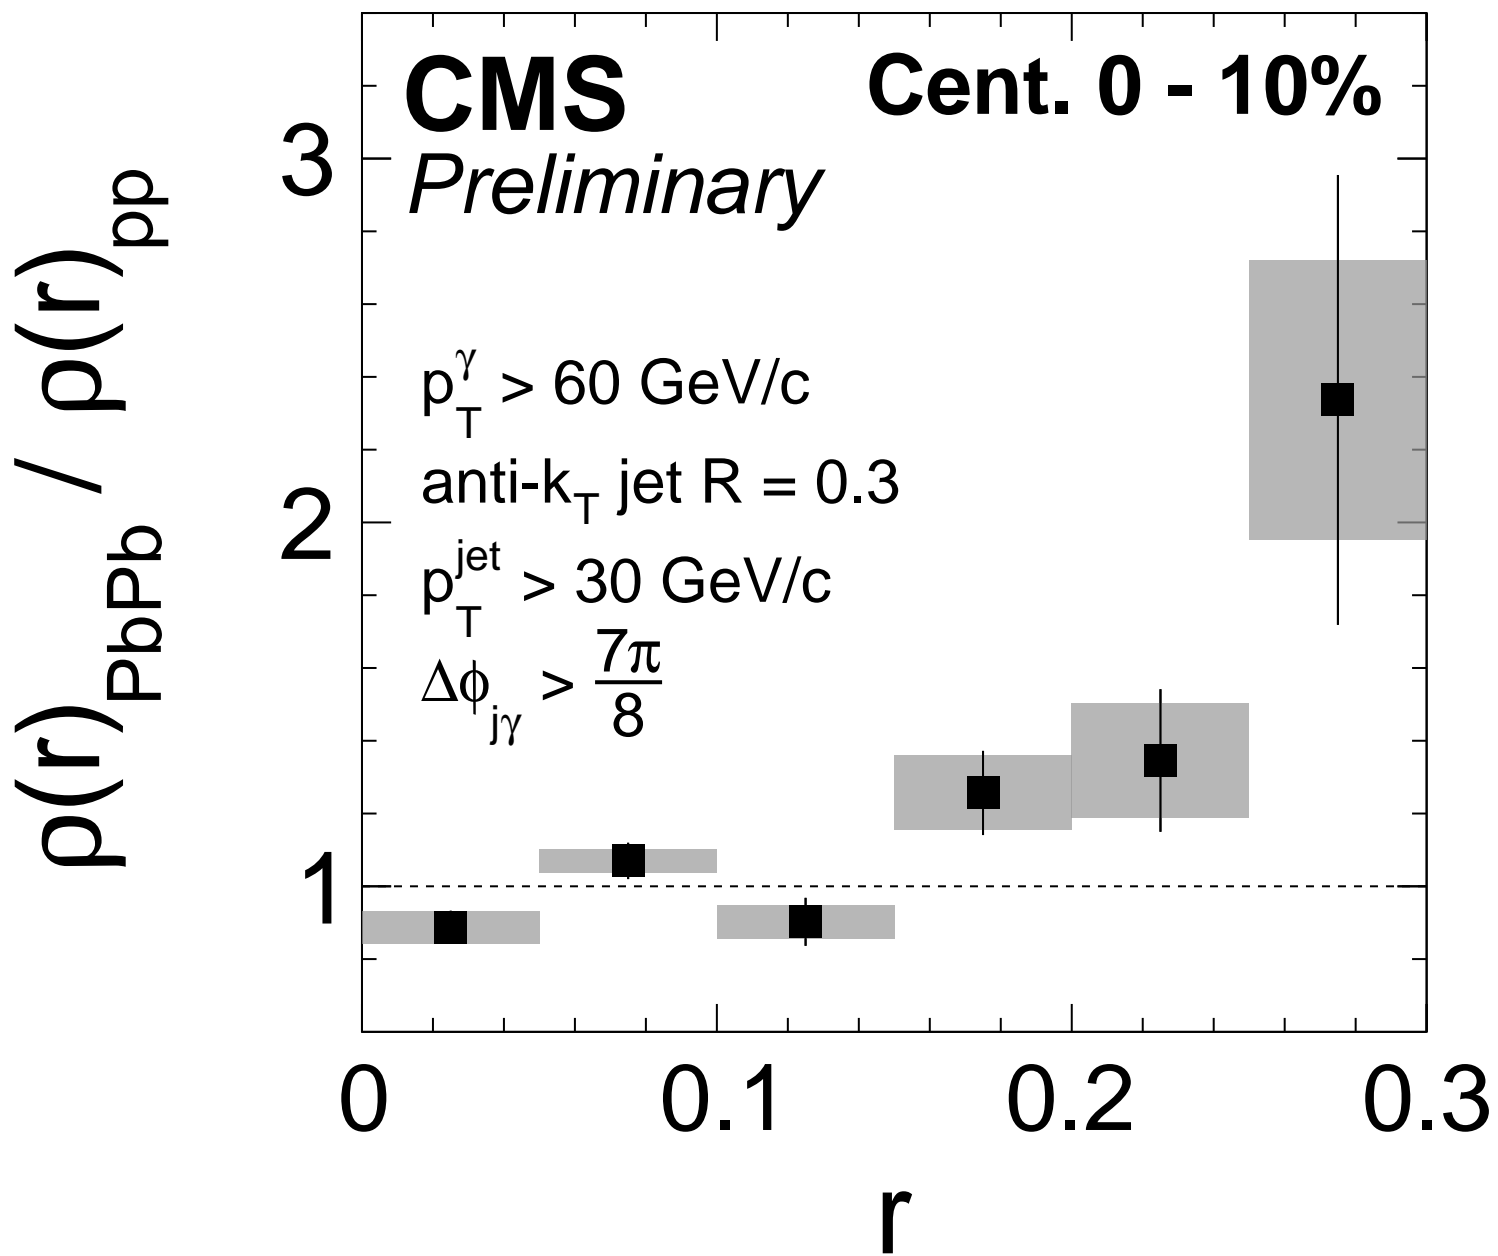 CMS
Cent. 0 - 10%
Preliminary
p_T^γ > 60 GeV/c
anti-k_T jet R = 0.3
p_T^jet > 30 GeV/c
Δϕ_jγ > 7π/8
ρ(r)_PbPb / ρ(r)_pp
3
2
1
0 0.1 0.2 0.3
r